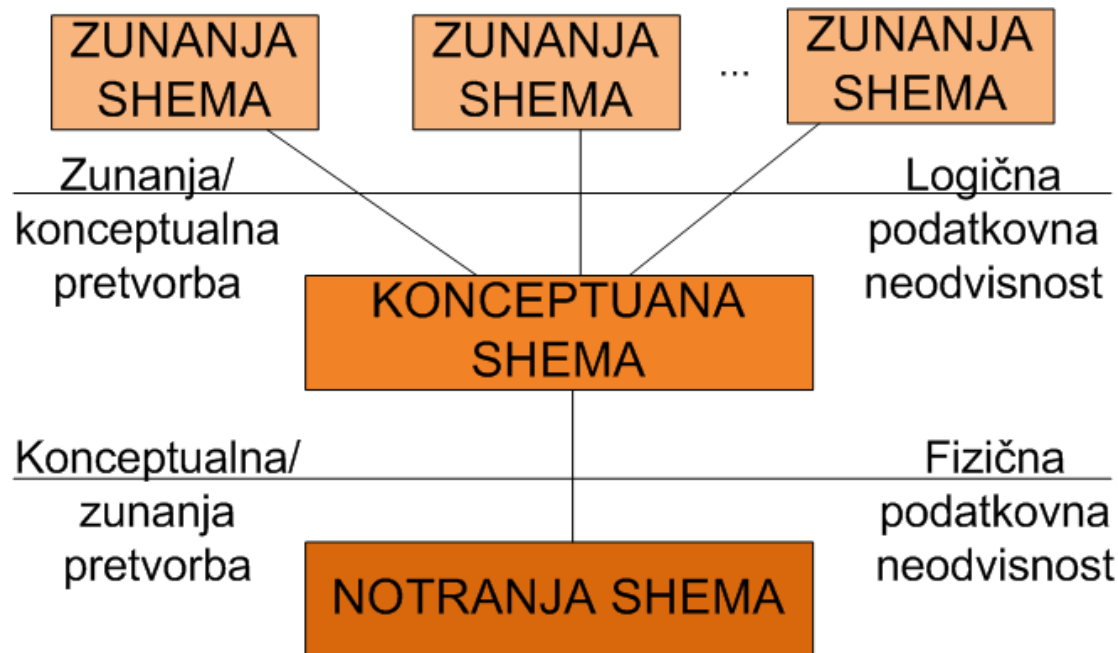 ZUNANJA
SHEMA
ZUNANJA
SHEMA
...
ZUNANJA
SHEMA
Zunanja/
konceptualna
pretvorba
Logična
podatkovna
neodvisnost
KONCEPTUANA
SHEMA
Konceptualna/
zunanja
pretvorba
Fizična
podatkovna
neodvisnost
NOTRANJA SHEMA